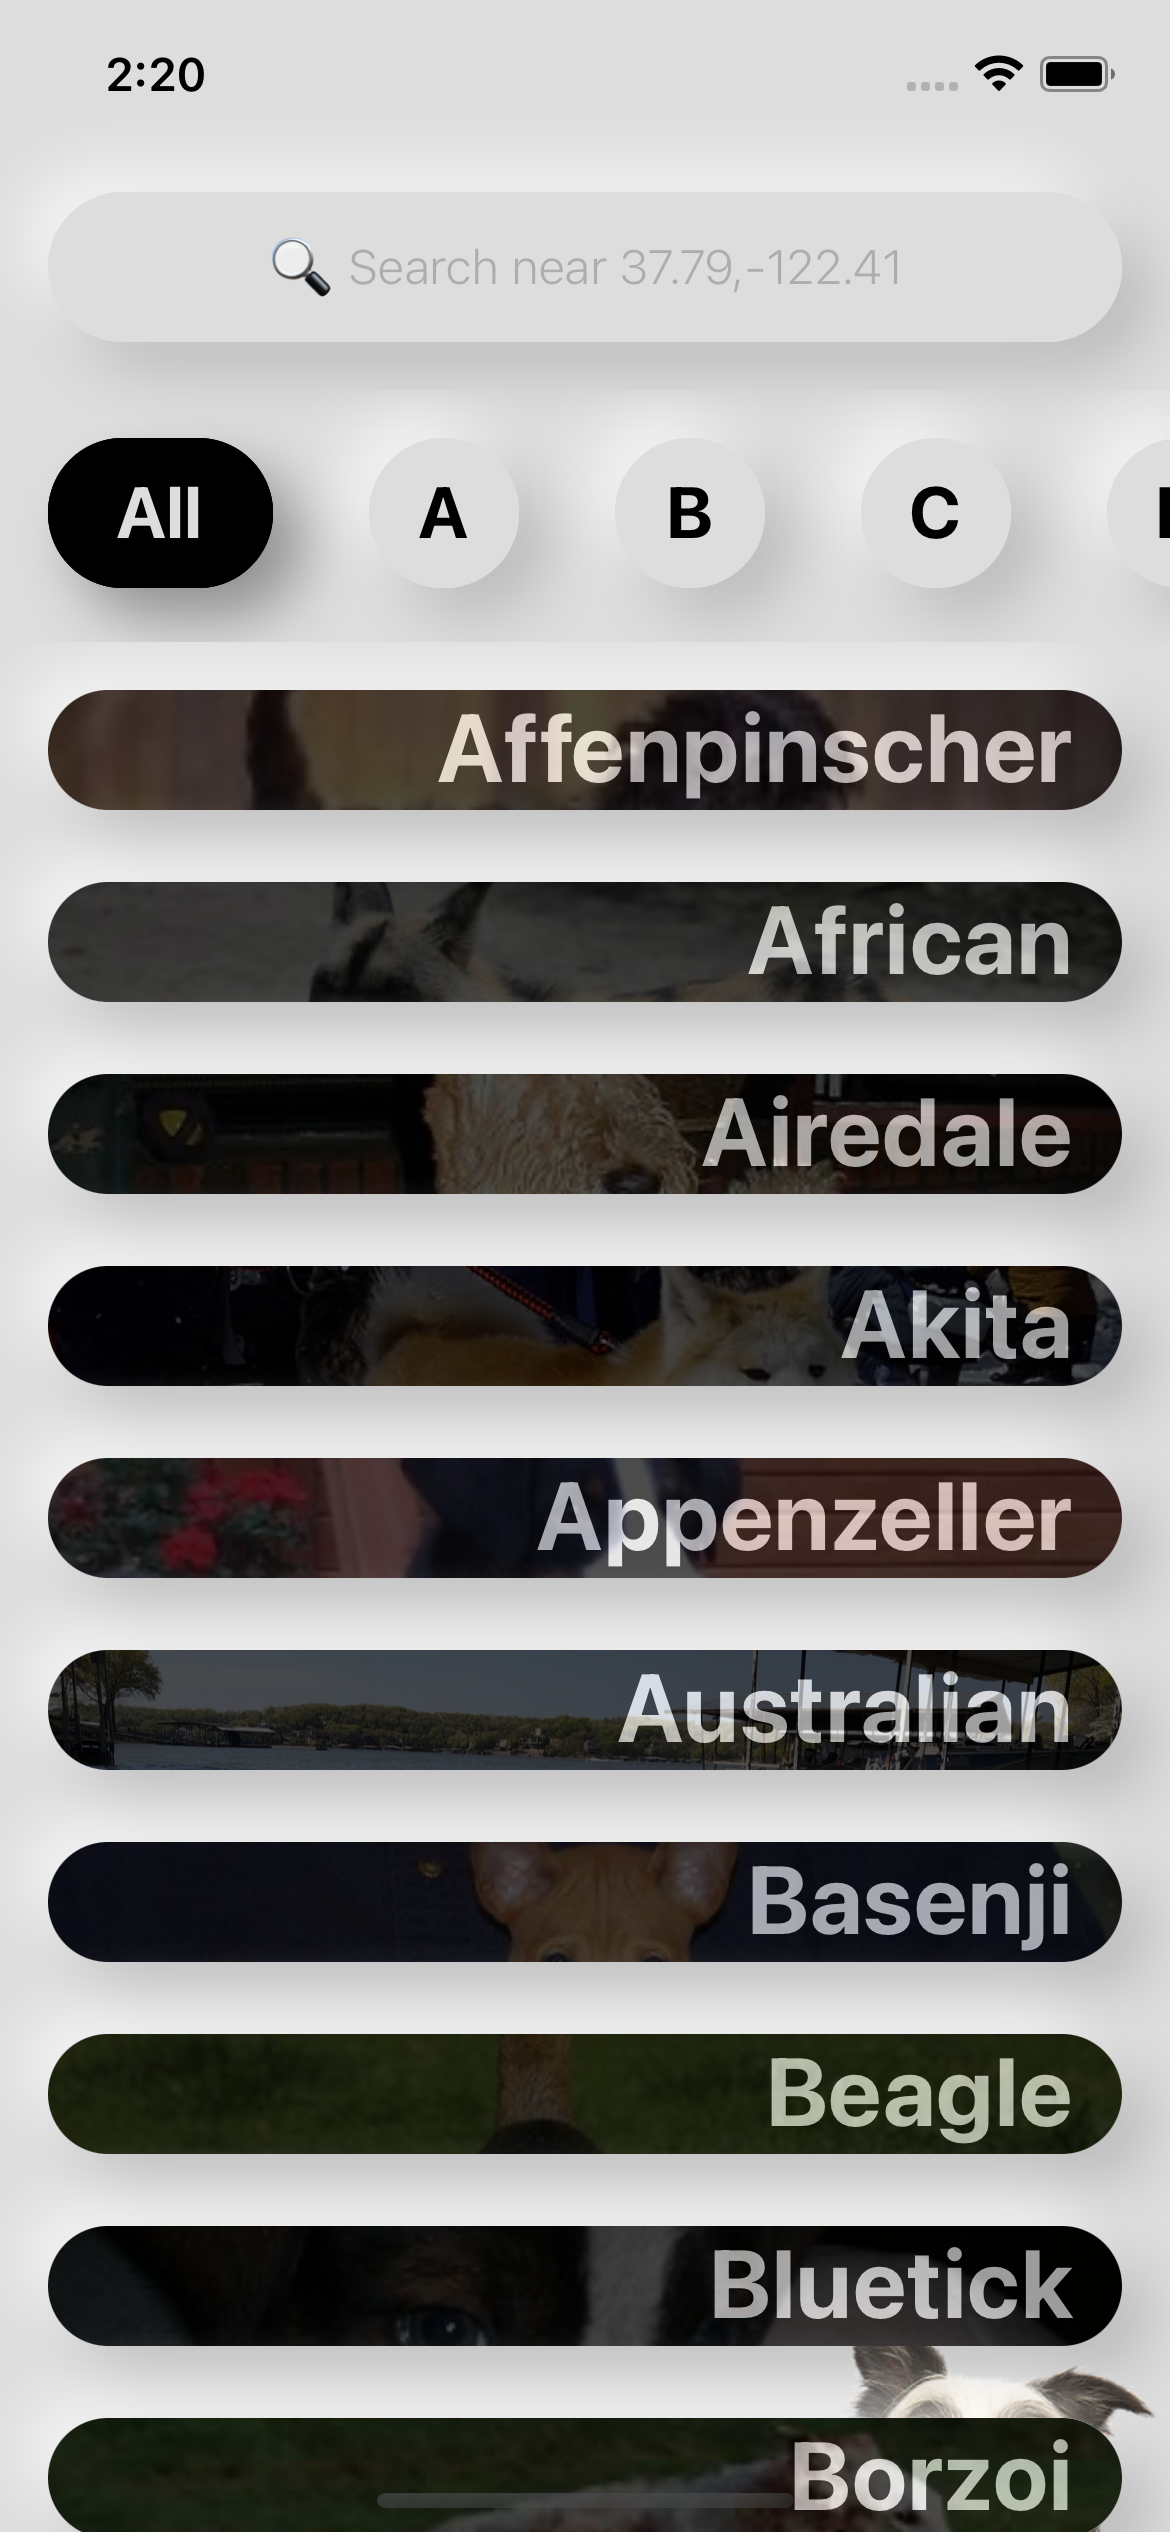 2:20
Search near 37.79,-122.41
All A B C
Affenpinscher
African
Airedale
Akita
Appenzeller
Australian
Basenji
Beagle
Bluetick
Borzoi